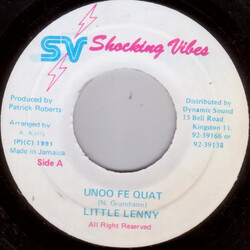 SV Shocking Vibes
Produced by
Patrick Roberts
Arranged by
A. Kelly
(P)(C) 1991
Made in Jamaica
Side A
Distributed by
Dynamic Sound
15 Bell Road
Kingston 11.
92-39166 or
92-39138
UNOO FE QUAT
(N. Grandison)
LITTLE LENNY
All Right Reserved